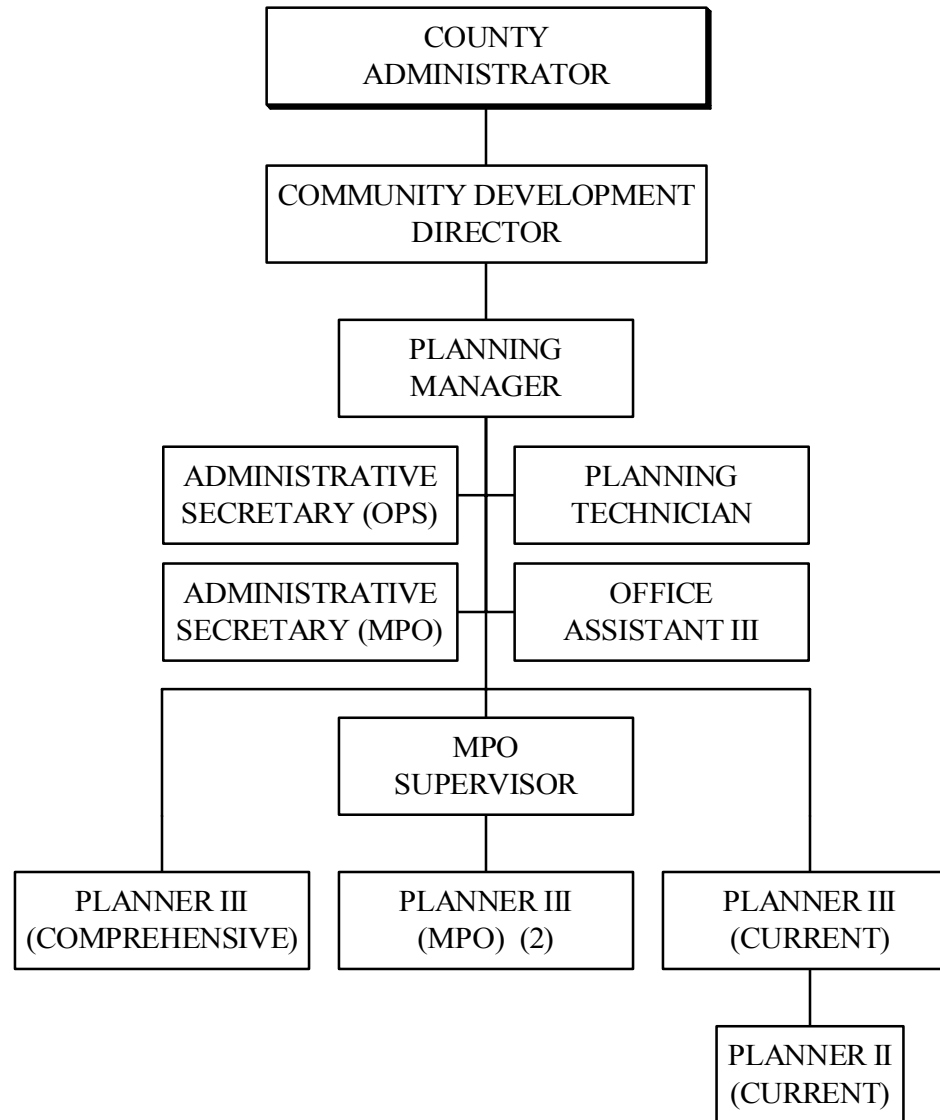 COUNTY
ADMINISTRATOR
COMMUNITY DEVELOPMENT
DIRECTOR
PLANNING
MANAGER
ADMINISTRATIVE
SECRETARY (OPS)
PLANNING
TECHNICIAN
ADMINISTRATIVE
SECRETARY (MPO)
OFFICE
ASSISTANT III
MPO
SUPERVISOR
PLANNER III
(COMPREHENSIVE)
PLANNER III
(MPO) (2)
PLANNER III
(CURRENT)
PLANNER II
(CURRENT)